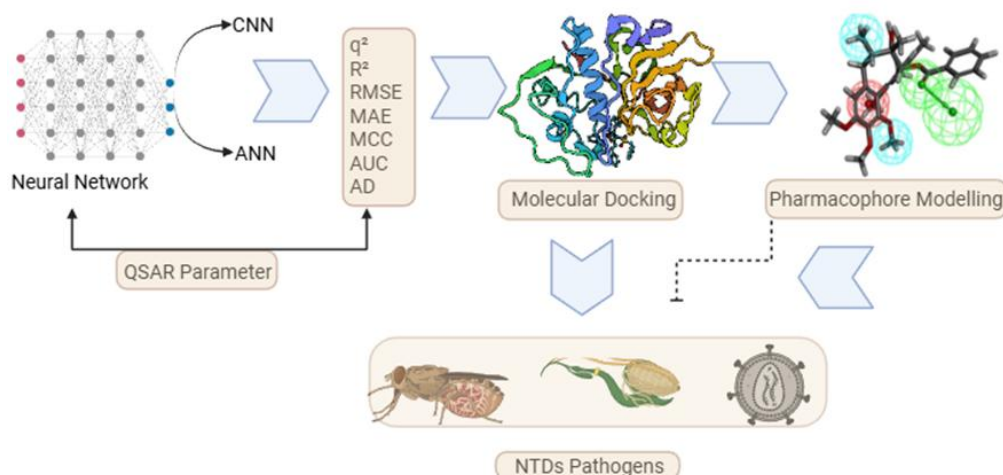 CNN
ANN
Neural Network
QSAR Parameter
q²
R²
RMSE
MAE
MCC
AUC
AD
Molecular Docking
Pharmacophore Modelling
NTDs Pathogens